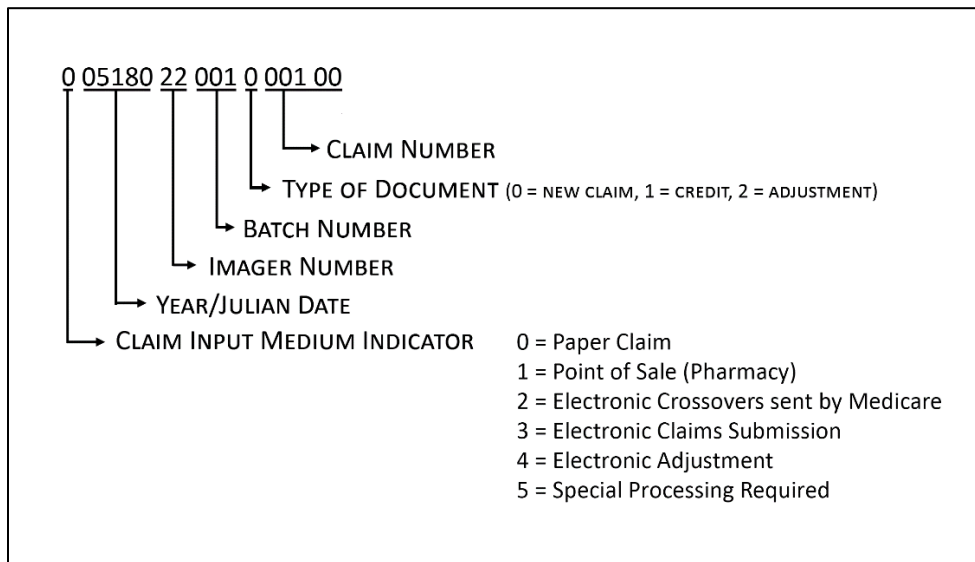 0 05180 22 001 0 001 00
CLAIM NUMBER
TYPE OF DOCUMENT (0 = NEW CLAIM, 1 = CREDIT, 2 = ADJUSTMENT)
BATCH NUMBER
IMAGER NUMBER
YEAR/JULIAN DATE
CLAIM INPUT MEDIUM INDICATOR
0 = Paper Claim
1 = Point of Sale (Pharmacy)
2 = Electronic Crossovers sent by Medicare
3 = Electronic Claims Submission
4 = Electronic Adjustment
5 = Special Processing Required